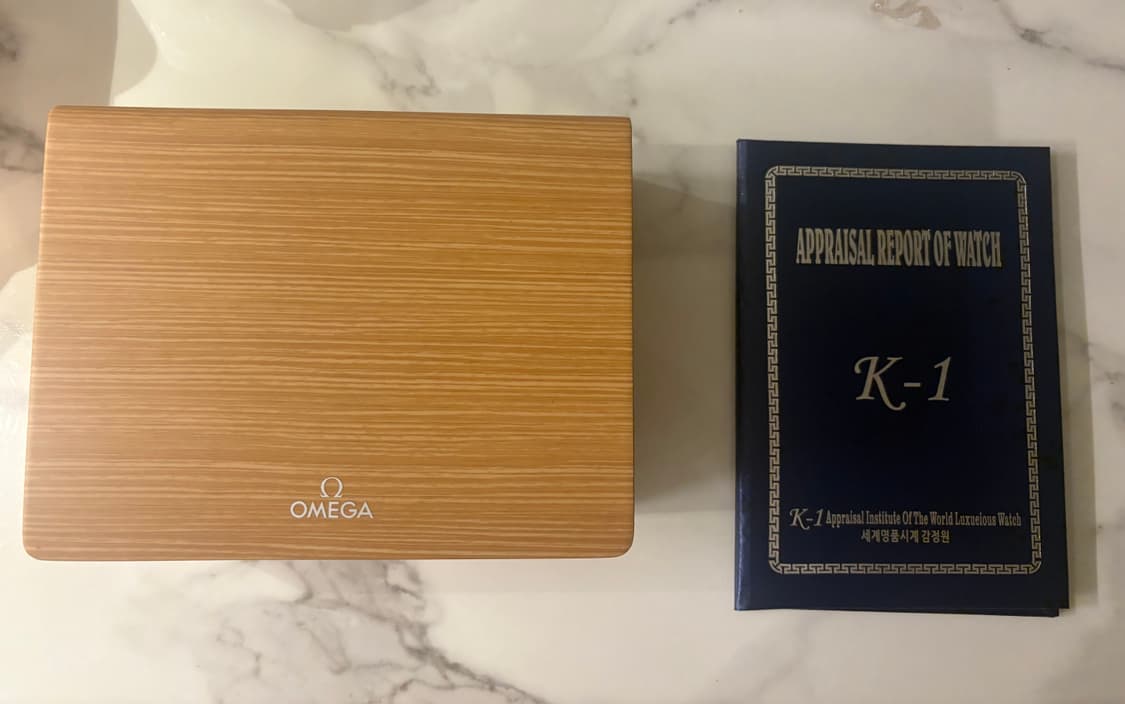 Ω
OMEGA
APPRAISAL REPORT OF WATCH
K-1
K-1 Appraisal Institute Of The World Luxueious Watch
세계명품시계 감정원